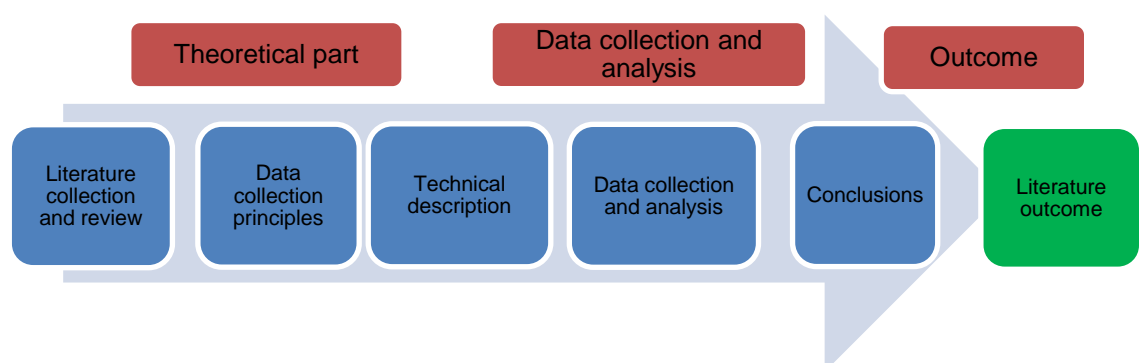 Theoretical part
Data collection and
analysis
Outcome
Literature
collection
and review
Data
collection
principles
Technical
description
Data collection
and analysis
Conclusions
Literature
outcome